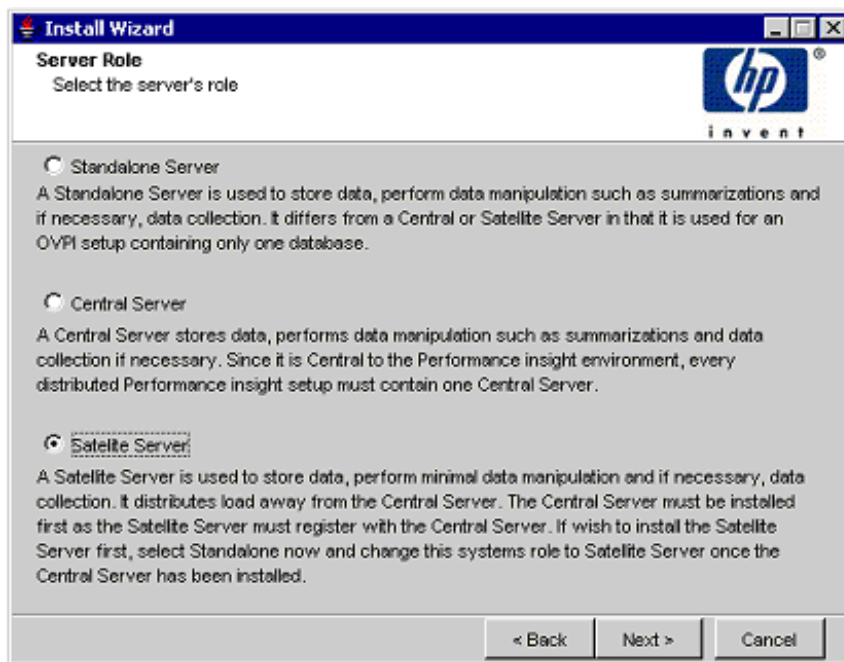 Install Wizard
Server Role
Select the server's role
hp
®
invent
Standalone Server
A Standalone Server is used to store data, perform data manipulation such as summarizations and
if necessary, data collection. It differs from a Central or Satellite Server in that it is used for an
OVPI setup containing only one database.
Central Server
A Central Server stores data, performs data manipulation such as summarizations and data
collection if necessary. Since it is Central to the Performance insight environment, every
distributed Performance insight setup must contain one Central Server.
Satelite Server
A Satellite Server is used to store data, perform minimal data manipulation and if necessary, data
collection. It distributes load away from the Central Server. The Central Server must be installed
first as the Satellite Server must register with the Central Server. If wish to install the Satellite
Server first, select Standalone now and change this systems role to Satellite Server once the
Central Server has been installed.
< Back
Next >
Cancel